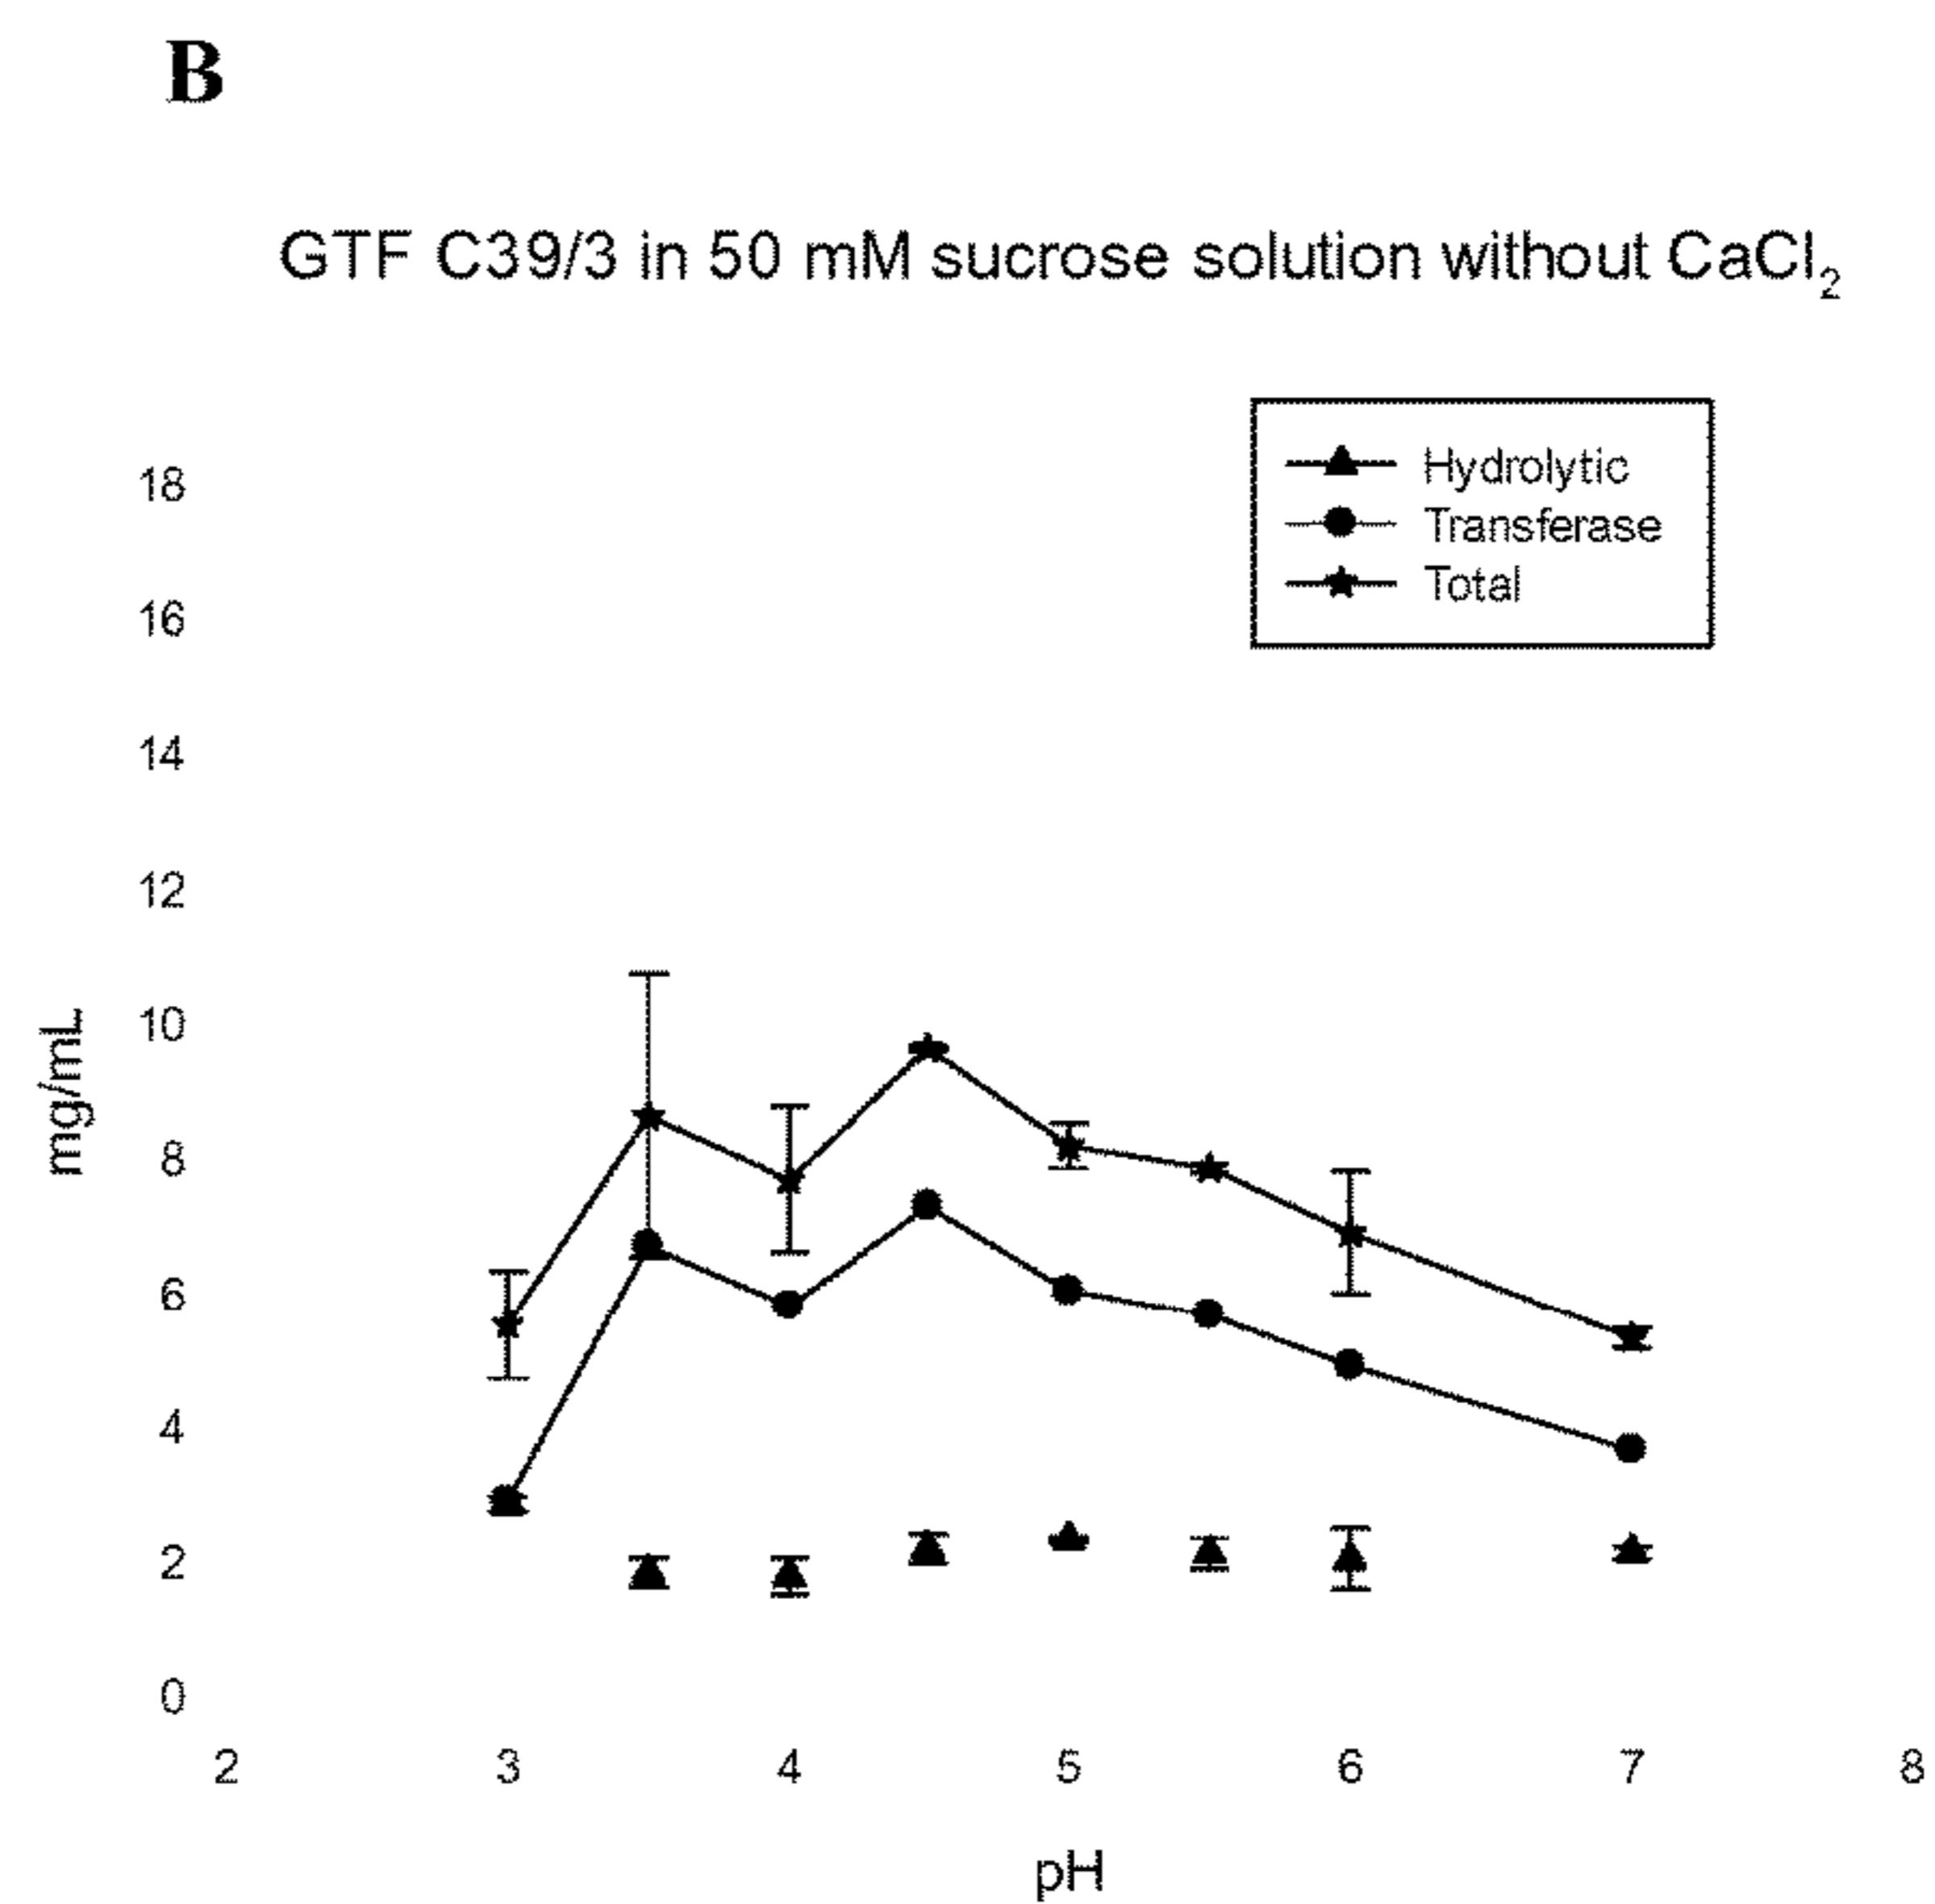 B
GTF C39/3 in 50 mM sucrose solution without CaCl₂
Hydrolytic
Transferase
Total
18
16
14
12
10
8
6
4
2
0
mg/mL
2 3 4 5 6 7 8
pH